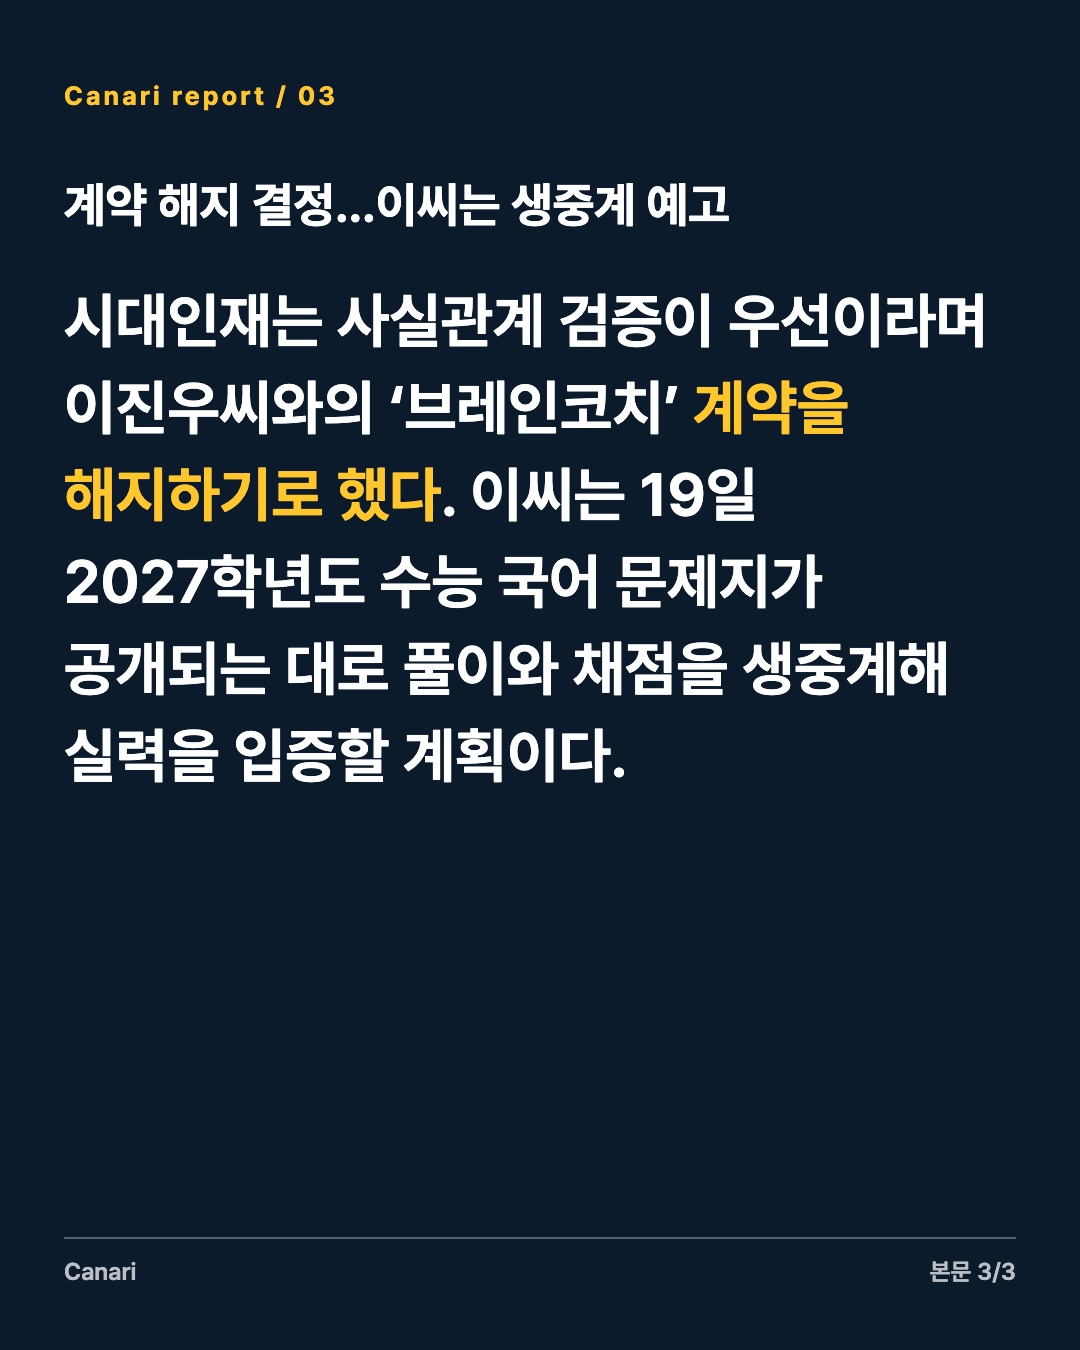 Canari report / 03
계약 해지 결정...이씨는 생중계 예고
시대인재는 사실관계 검증이 우선이라며
이진우씨와의 ‘브레인코치’ 계약을
해지하기로 했다. 이씨는 19일
2027학년도 수능 국어 문제지가
공개되는 대로 풀이와 채점을 생중계해
실력을 입증할 계획이다.
Canari
본문 3/3